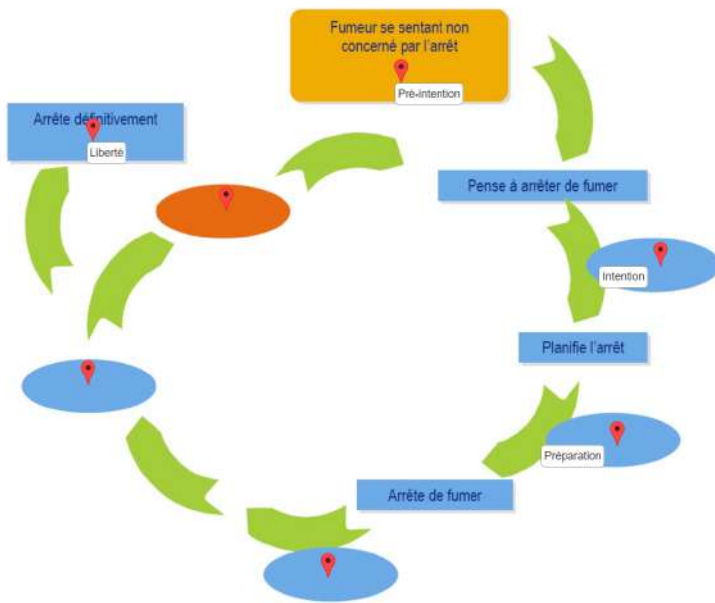 Fumeur se sentant non
concerné par l'arrêt
Pré-intention
Arrête définitivement
Liberté
Pense à arrêter de fumer
Intention
Planifie l'arrêt
Préparation
Arrête de fumer